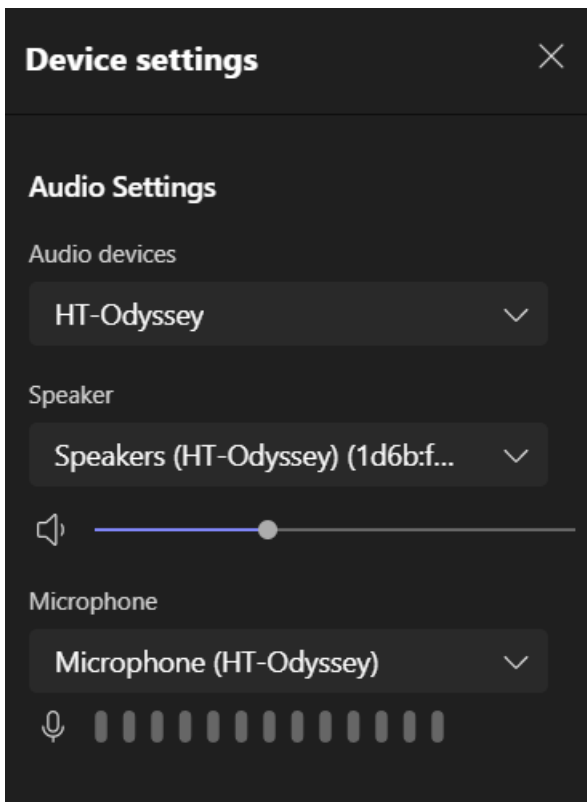 Device settings
Audio Settings
Audio devices
HT-Odyssey
Speaker
Speakers (HT-Odyssey) (1d6b:f...
Microphone
Microphone (HT-Odyssey)